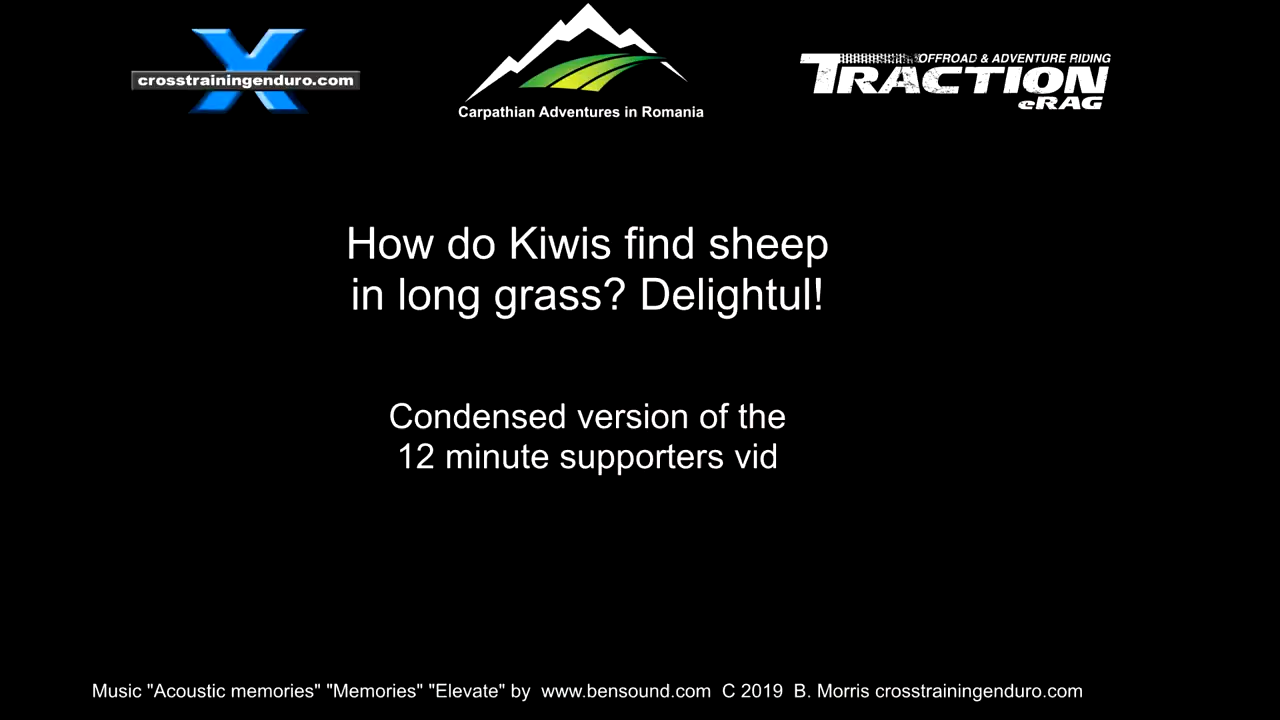 crosstrainingenduro.com
Carpathian Adventures in Romania
OFFROAD & ADVENTURE RIDING
TRACTION
eRAG
How do Kiwis find sheep
in long grass? Delightul!
Condensed version of the
12 minute supporters vid
Music "Acoustic memories" "Memories" "Elevate" by www.bensound.com C 2019 B. Morris crosstrainingenduro.com